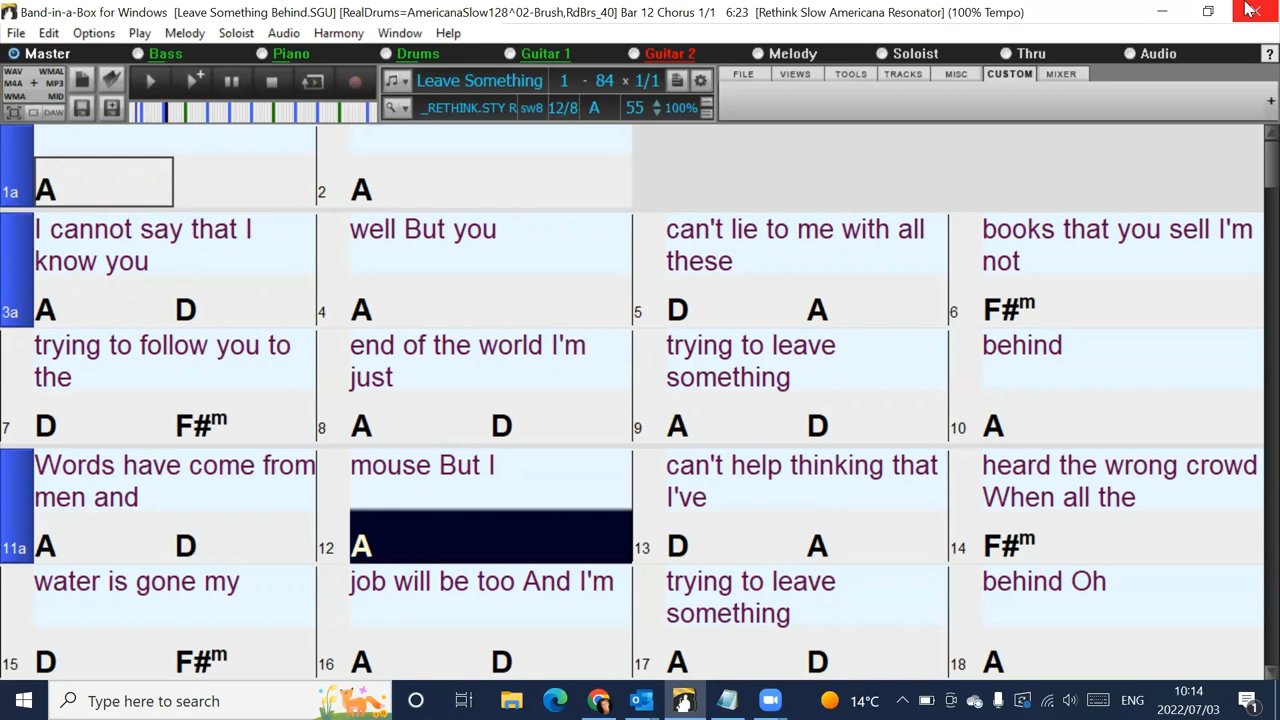 Band-in-a-Box for Windows [Leave Something Behind.SGU] [RealDrums=AmericanaSlow128^02-Brush,RdBrs_40] Bar 12 Chorus 1/1 6:23 [Rethink Slow Americana Resonator] (100% Tempo)
File Edit Options Play Melody Soloist Audio Harmony Window Help
Master Bass Piano Drums Guitar 1 Guitar 2 Melody Soloist Thru Audio ?
WAV WMAL
M4A + MP3
WMA MID
DAW
Leave Something 1 - 84 x 1/1
_RETHINK.STY R sw8 12/8 A 55 100%
FILE VIEWS TOOLS TRACKS MISC CUSTOM MIXER
+
1a A 2 A
I cannot say that I well But you can't lie to me with all books that you sell I'm
know you these not
3a A D 4 A 5 D A 6 F#m
trying to follow you to end of the world I'm trying to leave behind
the just something
7 D F#m 8 A D 9 A D 10 A
Words have come from mouse But I can't help thinking that heard the wrong crowd
men and I've When all the
11a A D 12 A 13 D A 14 F#m
water is gone my job will be too And I'm trying to leave behind Oh
something
15 D F#m 16 A D 17 A D 18 A
Type here to search 14°C ENG 10:14
2022/07/03 1